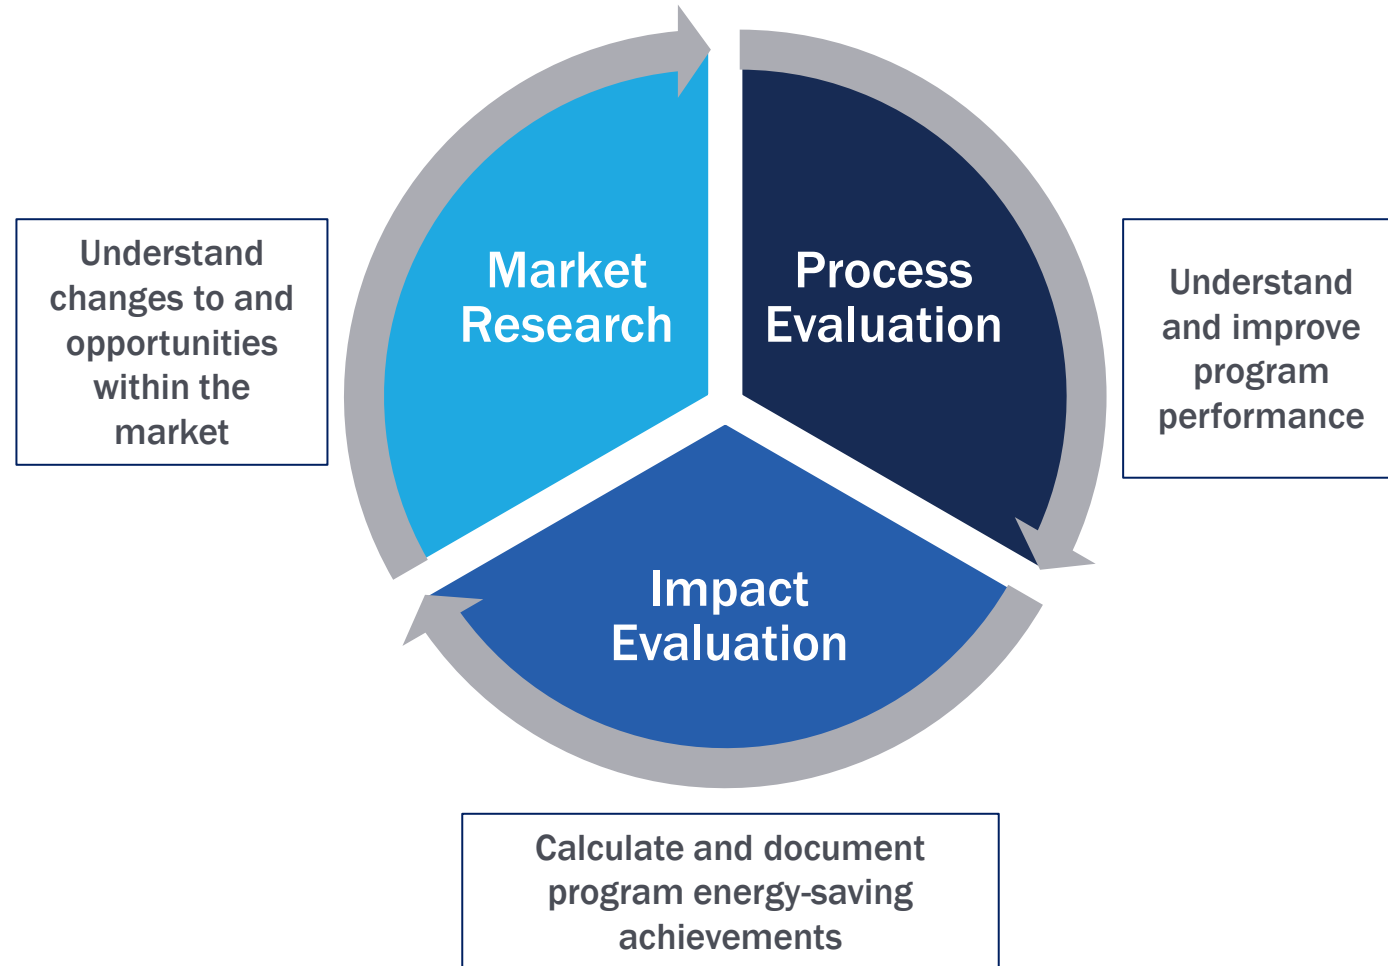 Market
Research
Process
Evaluation
Impact
Evaluation
Understand
changes to and
opportunities
within the
market
Understand
and improve
program
performance
Calculate and document
program energy-saving
achievements